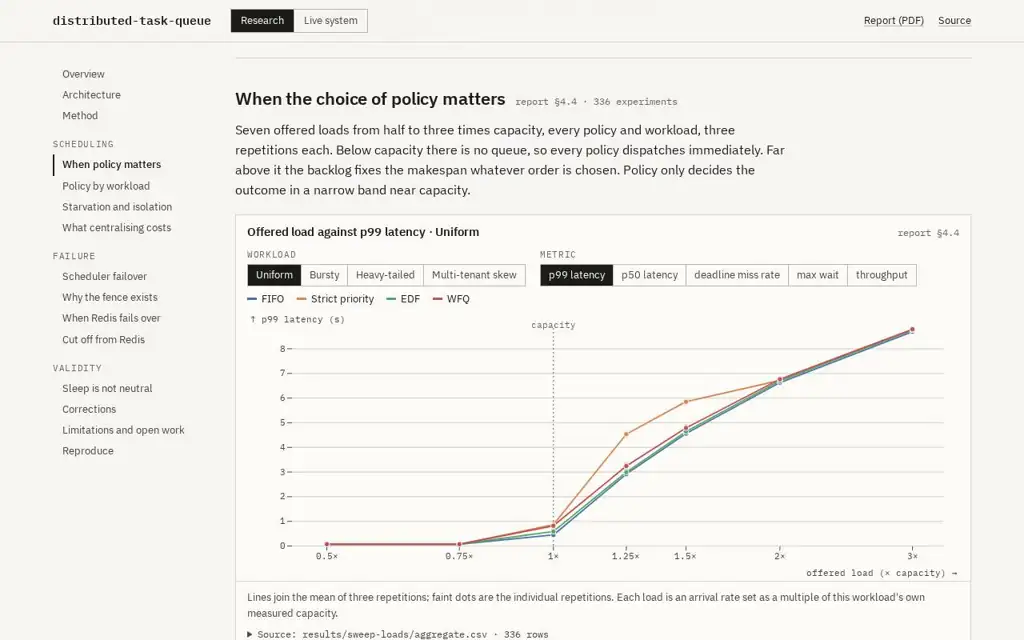 distributed-task-queue Research Live system Report (PDF) Source
Overview
Architecture
Method
SCHEDULING
When policy matters
Policy by workload
Starvation and isolation
What centralising costs
FAILURE
Scheduler failover
Why the fence exists
When Redis fails over
Cut off from Redis
VALIDITY
Sleep is not neutral
Corrections
Limitations and open work
Reproduce
When the choice of policy matters report §4.4 · 336 experiments
Seven offered loads from half to three times capacity, every policy and workload, three
repetitions each. Below capacity there is no queue, so every policy dispatches immediately. Far
above it the backlog fixes the makespan whatever order is chosen. Policy only decides the
outcome in a narrow band near capacity.
Offered load against p99 latency · Uniform report §4.4
WORKLOAD METRIC
Uniform Bursty Heavy-tailed Multi-tenant skew p99 latency p50 latency deadline miss rate max wait throughput
FIFO Strict priority EDF WFQ
↑ p99 latency (s)
capacity
8
7
6
5
4
3
2
1
0
0.5× 0.75× 1× 1.25× 1.5× 2× 3×
offered load (× capacity) →
Lines join the mean of three repetitions; faint dots are the individual repetitions. Each load is an arrival rate set as a multiple of this workload's own
measured capacity.
▶ Source: results/sweep-loads/aggregate.csv · 336 rows